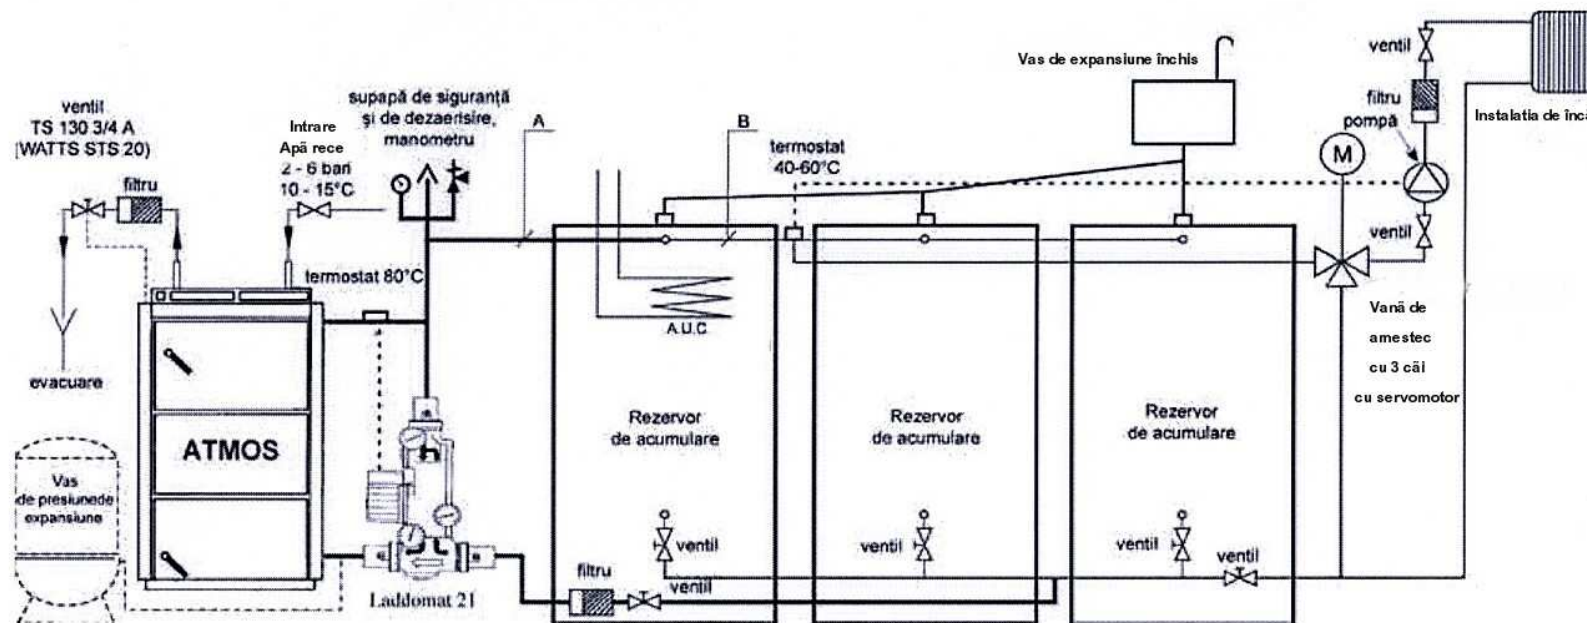 ventil
TS 130 3/4 A
(WATTS STS 20)
filtru
Intrare
Apă rece
2 - 6 bari
10 - 15°C
supapă de siguranță
și de dezaerisire,
manometru
A
B
termostat
40-60°C
Vas de expansiune închis
ventil
filtru
pompă
M
ventil
Instalatia de înc
termostat 80°C
evacuare
ATMOS
Vas
de presiunede
expansiune
Laddomat 21
A.U.C
Rezervor
de acumulare
Rezervor
de acumulare
Rezervor
de acumulare
Vană de
amestec
cu 3 căi
cu servomotor
ventil
ventil
ventil
ventil
filtru
ventil